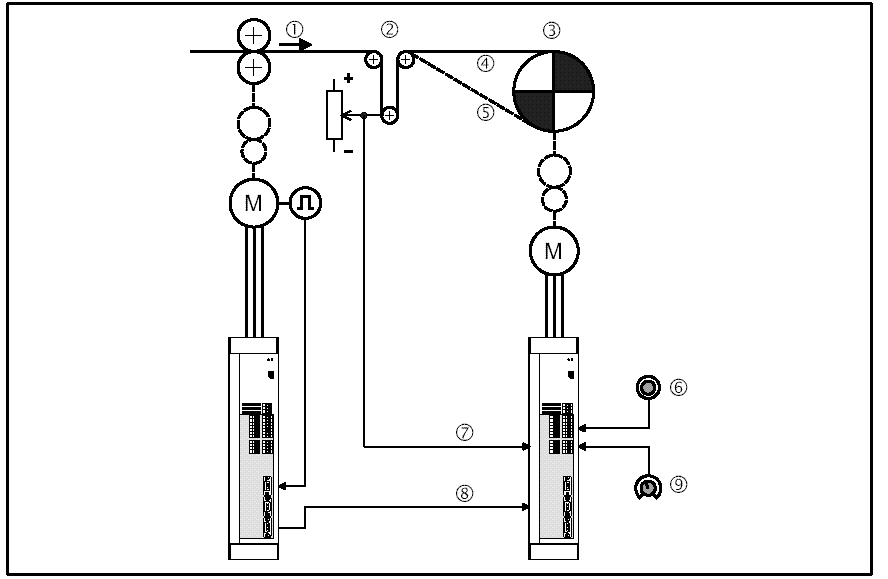 ① ② ③
④
+
⑤
−
M
M
⑥
⑦
⑨
⑧